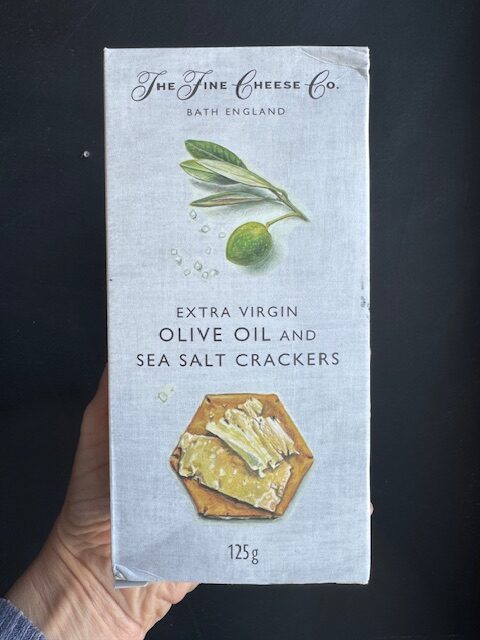 The Fine Cheese Co.
BATH ENGLAND
EXTRA VIRGIN
OLIVE OIL AND
SEA SALT CRACKERS
125g